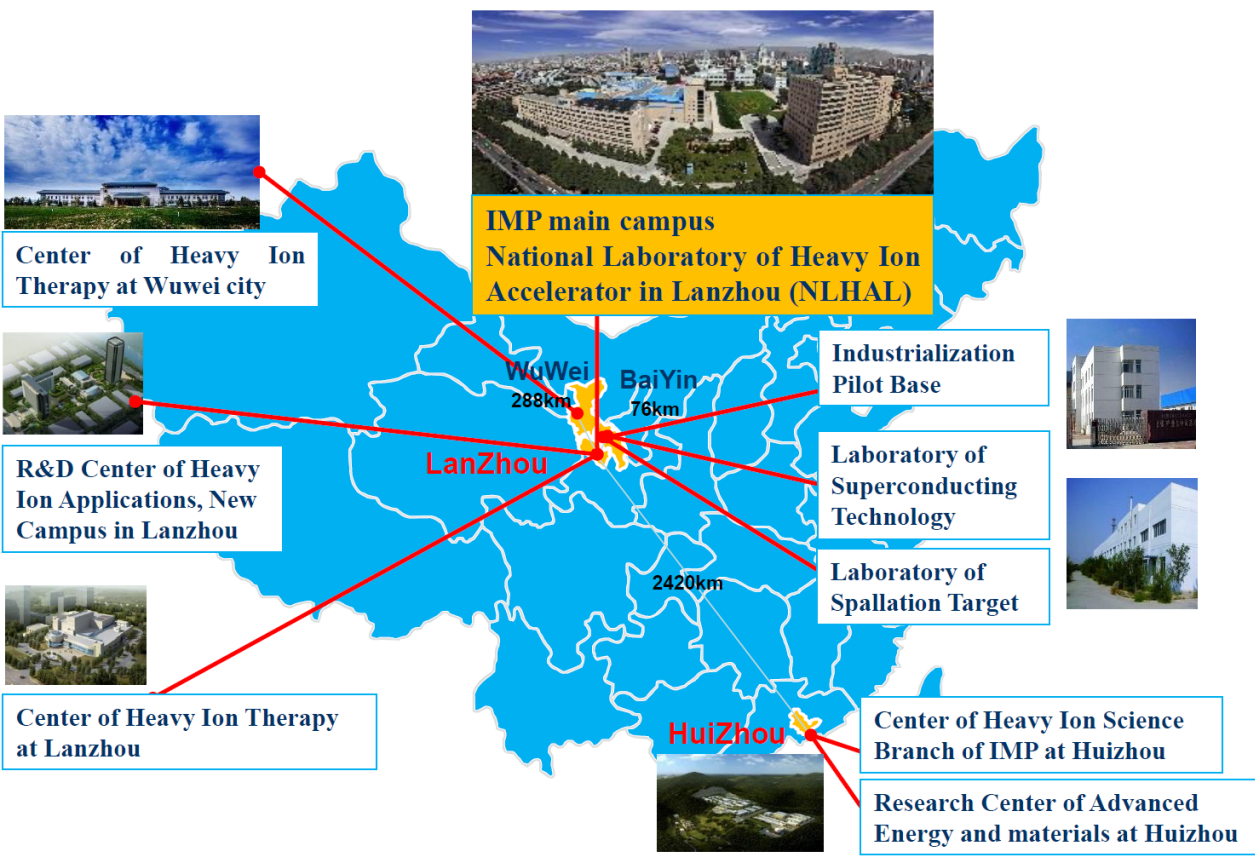 IMP main campus
National Laboratory of Heavy Ion
Accelerator in Lanzhou (NLHAL)
Center of Heavy Ion
Therapy at Wuwei city
Industrialization
Pilot Base
WuWei
288km
BaiYin
76km
LanZhou
R&D Center of Heavy
Ion Applications, New
Campus in Lanzhou
Laboratory of
Superconducting
Technology
Laboratory of
Spallation Target
2420km
Center of Heavy Ion Therapy
at Lanzhou
HuiZhou
Center of Heavy Ion Science
Branch of IMP at Huizhou
Research Center of Advanced
Energy and materials at Huizhou